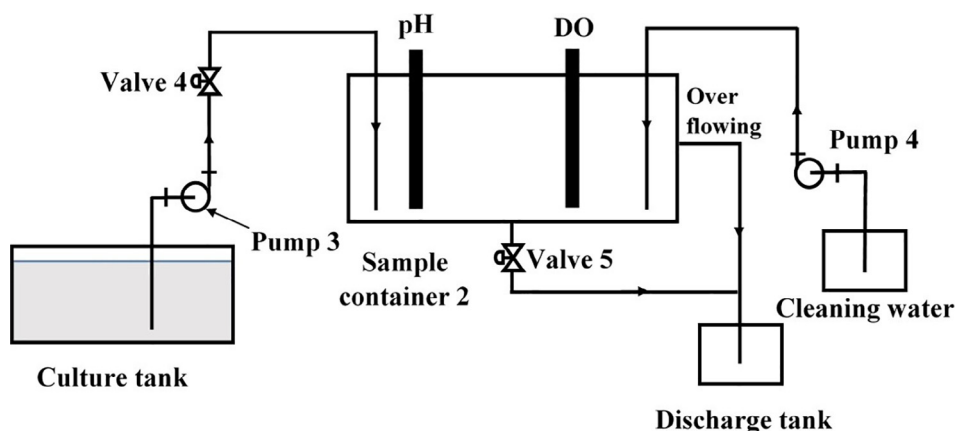 pH
DO
Valve 4
Over
flowing
Pump 4
Pump 3
Sample
container 2
Valve 5
Cleaning water
Culture tank
Discharge tank